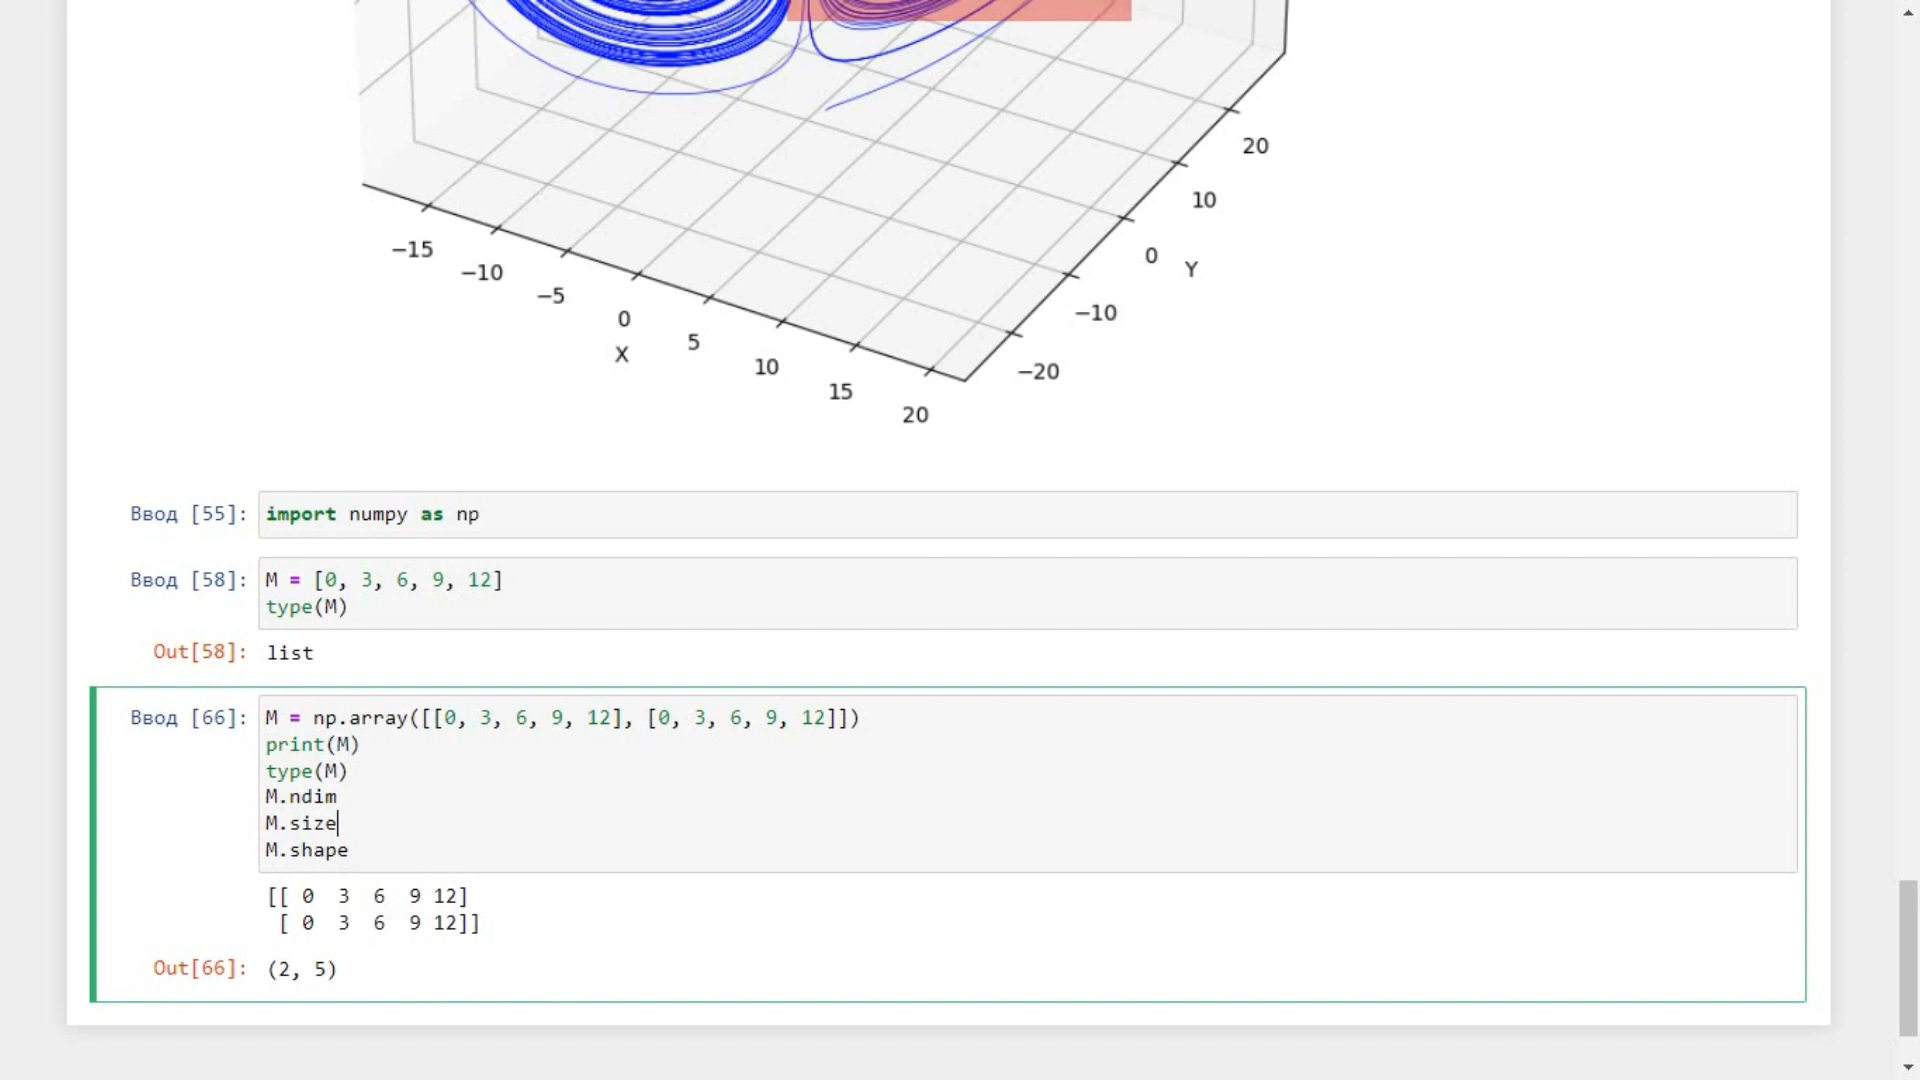 20
10
0 Y
−10
−20
−15
−10
−5
0
X
5
10
15
20
Ввод [55]: import numpy as np
Ввод [58]: M = [0, 3, 6, 9, 12]
type(M)
Out[58]: list
Ввод [66]: M = np.array([[0, 3, 6, 9, 12], [0, 3, 6, 9, 12]])
print(M)
type(M)
M.ndim
M.size
M.shape
[[ 0  3  6  9 12]
 [ 0  3  6  9 12]]
Out[66]: (2, 5)